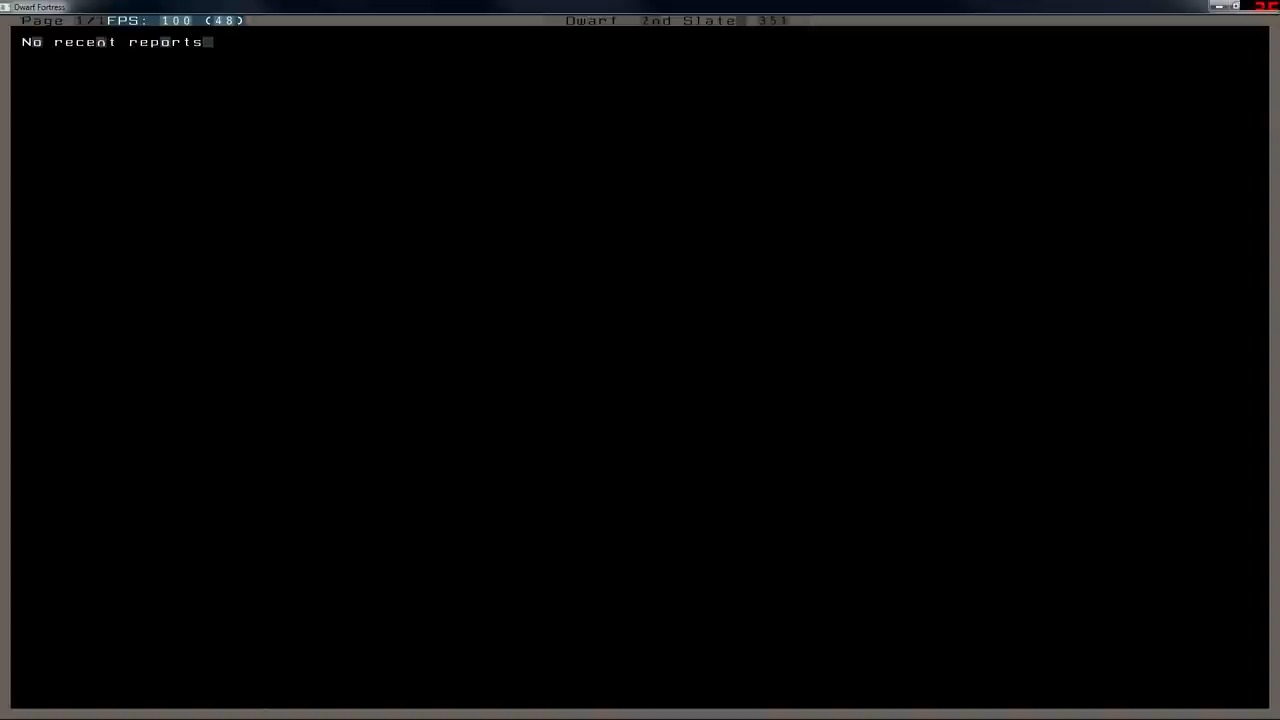 Dwarf Fortress
Page 1/1 FPS: 100 (48) Dwarf 2nd Slate 351
No recent reports